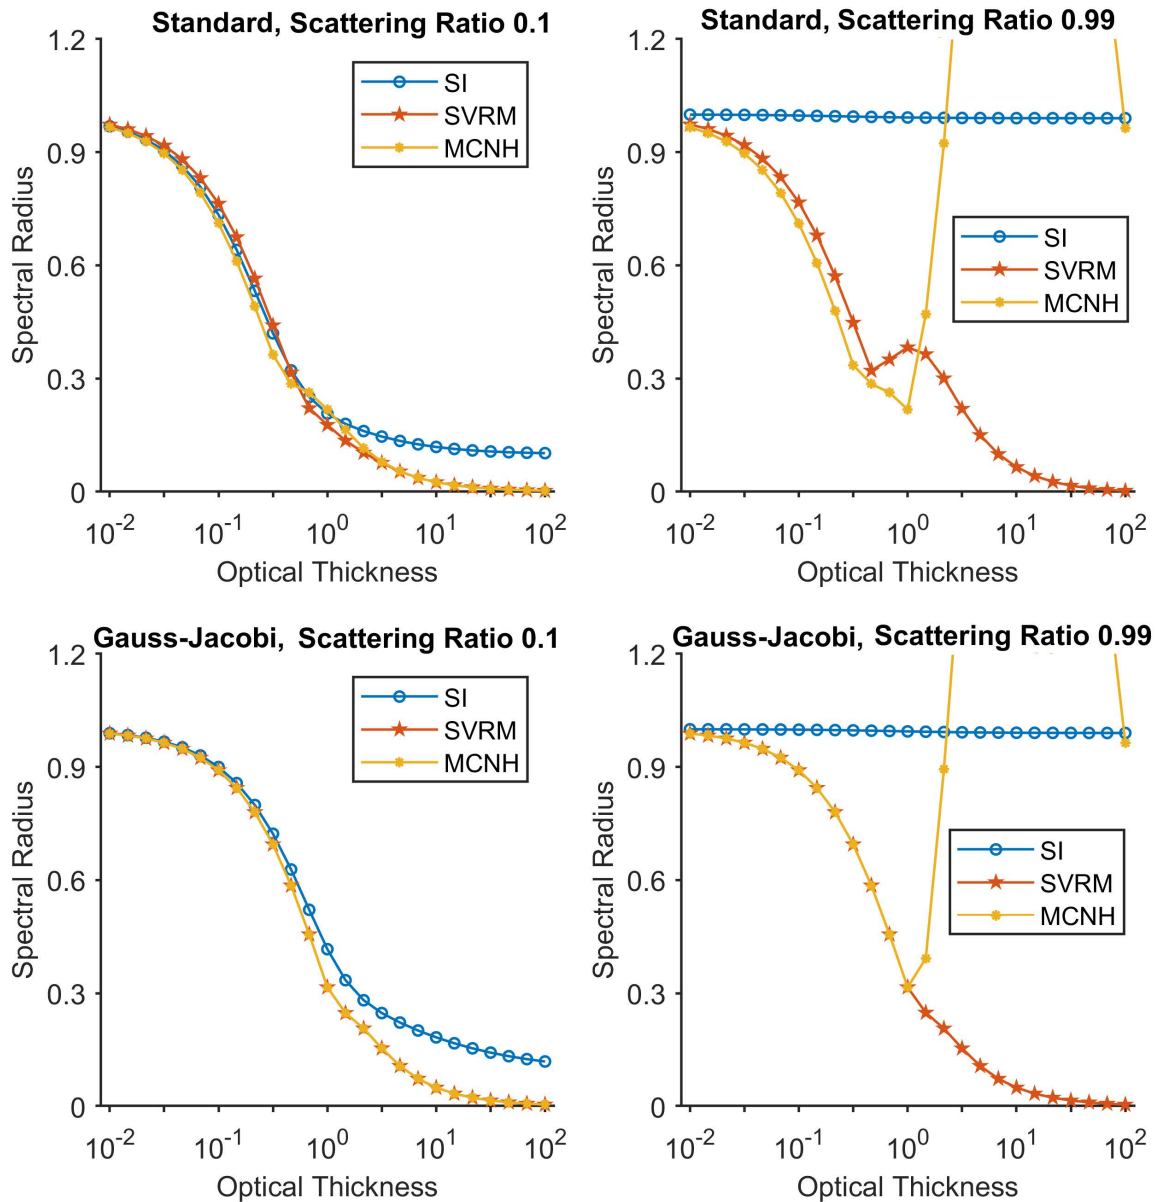 Standard, Scattering Ratio 0.1
1.2
0.9
0.6
0.3
0
Spectral Radius
SI
SVRM
MCNH
10^-2
10^-1
10^0
10^1
10^2
Optical Thickness
Standard, Scattering Ratio 0.99
1.2
0.9
0.6
0.3
0
Spectral Radius
SI
SVRM
MCNH
10^-2
10^-1
10^0
10^1
10^2
Optical Thickness
Gauss-Jacobi, Scattering Ratio 0.1
1.2
0.9
0.6
0.3
0
Spectral Radius
SI
SVRM
MCNH
10^-2
10^-1
10^0
10^1
10^2
Optical Thickness
Gauss-Jacobi, Scattering Ratio 0.99
1.2
0.9
0.6
0.3
0
Spectral Radius
SI
SVRM
MCNH
10^-2
10^-1
10^0
10^1
10^2
Optical Thickness